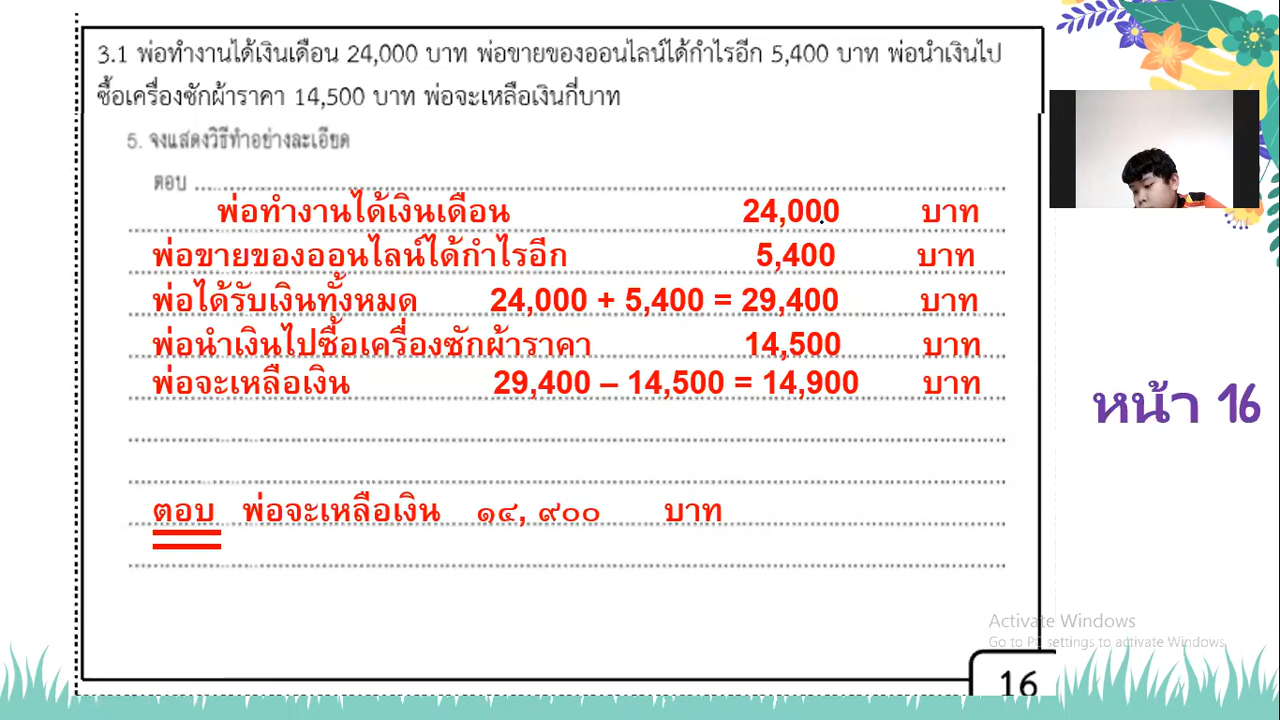 3.1 พ่อทำงานได้เงินเดือน 24,000 บาท พ่อขายของออนไลน์ได้กำไรอีก 5,400 บาท พ่อนำเงินไป
ซื้อเครื่องซักผ้าราคา 14,500 บาท พ่อจะเหลือเงินกี่บาท
5. จงแสดงวิธีทำอย่างละเอียด
ตอบ
พ่อทำงานได้เงินเดือน 24,000 บาท
พ่อขายของออนไลน์ได้กำไรอีก 5,400 บาท
พ่อได้รับเงินทั้งหมด 24,000 + 5,400 = 29,400 บาท
พ่อนำเงินไปซื้อเครื่องซักผ้าราคา 14,500 บาท
พ่อจะเหลือเงิน 29,400 – 14,500 = 14,900 บาท
หน้า 16
ตอบ พ่อจะเหลือเงิน ๑๔, ๙๐๐ บาท
Activate Windows
Go to PC settings to activate Windows.
16